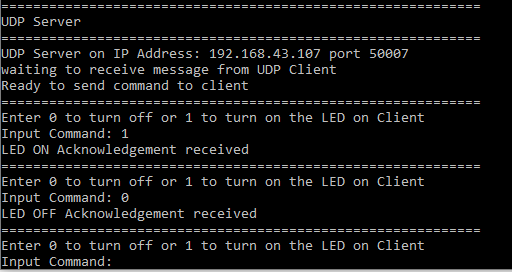 ============================================================
UDP Server
============================================================
UDP Server on IP Address: 192.168.43.107 port 50007
waiting to receive message from UDP Client
Ready to send command to client
============================================================
Enter 0 to turn off or 1 to turn on the LED on Client
Input Command: 1
LED ON Acknowledgement received
============================================================
Enter 0 to turn off or 1 to turn on the LED on Client
Input Command: 0
LED OFF Acknowledgement received
============================================================
Enter 0 to turn off or 1 to turn on the LED on Client
Input Command: